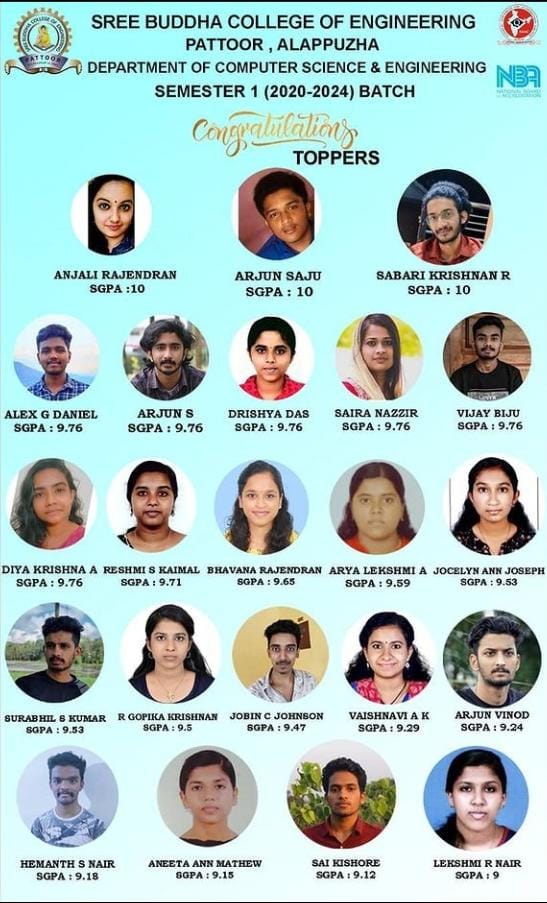 SREE BUDDHA COLLEGE OF ENGINEERING
PATTOOR , ALAPPUZHA
DEPARTMENT OF COMPUTER SCIENCE & ENGINEERING
SEMESTER 1 (2020-2024) BATCH
PATTOOR
NBA
NATIONAL BOARD
OF ACCREDITATION
Congratulations
TOPPERS
ANJALI RAJENDRAN ARJUN SAJU SABARI KRISHNAN R
SGPA :10 SGPA : 10 SGPA : 10
ALEX G DANIEL ARJUN S DRISHYA DAS SAIRA NAZZIR VIJAY BIJU
SGPA : 9.76 SGPA : 9.76 SGPA : 9.76 SGPA : 9.76 SGPA : 9.76
DIYA KRISHNA A RESHMI S KAIMAL BHAVANA RAJENDRAN ARYA LEKSHMI A JOCELYN ANN JOSEPH
SGPA : 9.76 SGPA : 9.71 SGPA : 9.65 SGPA : 9.59 SGPA : 9.53
SURABHIL S KUMAR R GOPIKA KRISHNAN JOBIN C JOHNSON VAISHNAVI A K ARJUN VINOD
SGPA : 9.53 SGPA : 9.5 SGPA : 9.47 SGPA : 9.29 SGPA : 9.24
HEMANTH S NAIR ANEETA ANN MATHEW SAI KISHORE LEKSHMI R NAIR
SGPA : 9.18 SGPA : 9.15 SGPA : 9.12 SGPA : 9